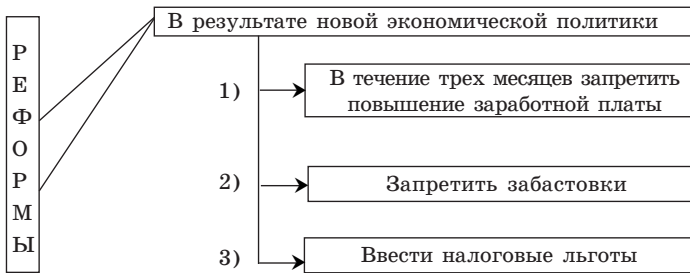 РЕФОРМЫ
В результате новой экономической политики
1)
В течение трех месяцев запретить
повышение заработной платы
2)
Запретить забастовки
3)
Ввести налоговые льготы